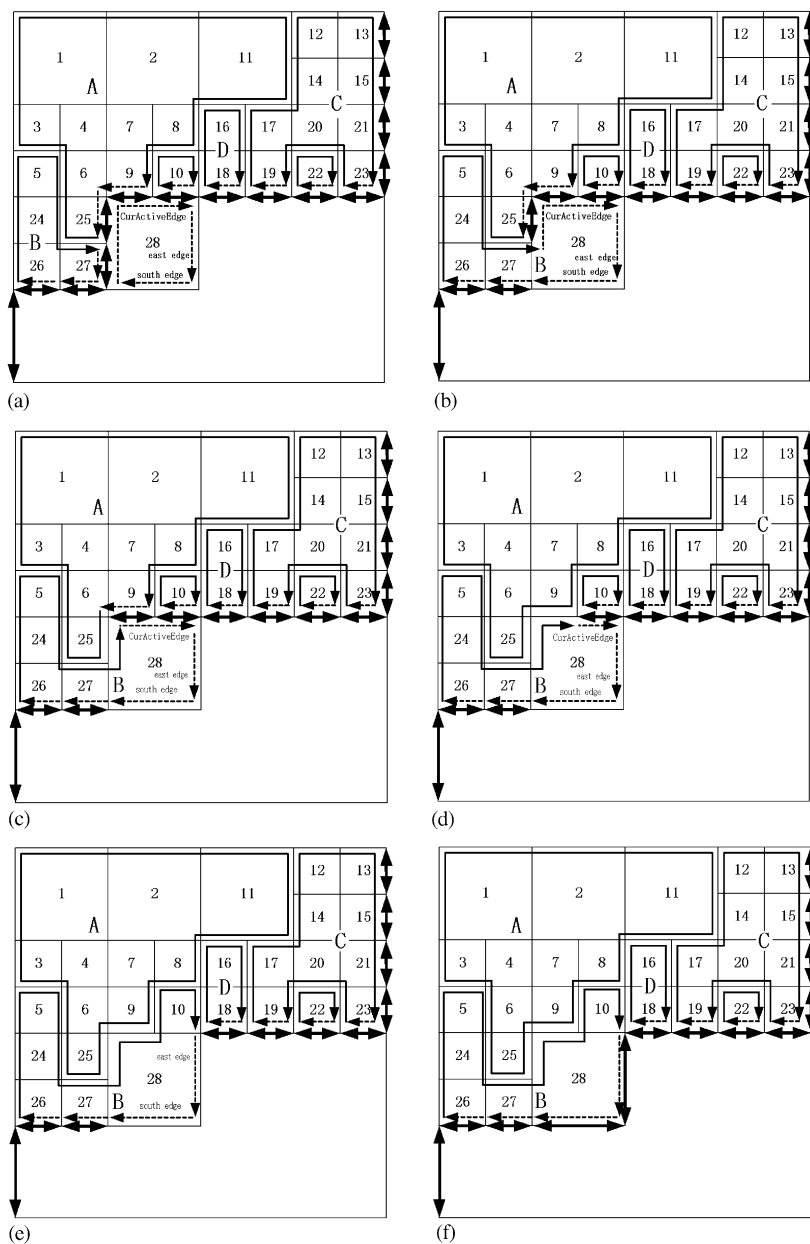 1 2 11 12 13 1 2 11 12 13
A 14 15 A 14 15
C C
3 4 7 8 16 17 20 21 3 4 7 8 16 17 20 21
D D
5 6 9 10 18 19 22 23 5 6 9 10 18 19 22 23
24 25 CurActiveEdge 24 25 CurActiveEdge
B 28 east edge 28 east edge
26 27 south edge 26 27 B south edge
(a) (b)
1 2 11 12 13 1 2 11 12 13
A 14 15 A 14 15
C C
3 4 7 8 16 17 20 21 3 4 7 8 16 17 20 21
D D
5 6 9 10 18 19 22 23 5 6 9 10 18 19 22 23
24 25 CurActiveEdge 24 25 CurActiveEdge
28 east edge 28 east edge
26 27 B south edge 26 27 B south edge
(c) (d)
1 2 11 12 13 1 2 11 12 13
A 14 15 A 14 15
C C
3 4 7 8 16 17 20 21 3 4 7 8 16 17 20 21
D D
5 6 9 10 18 19 22 23 5 6 9 10 18 19 22 23
24 25 east edge 24 25
28 28
26 27 B south edge 26 27 B
(e) (f)